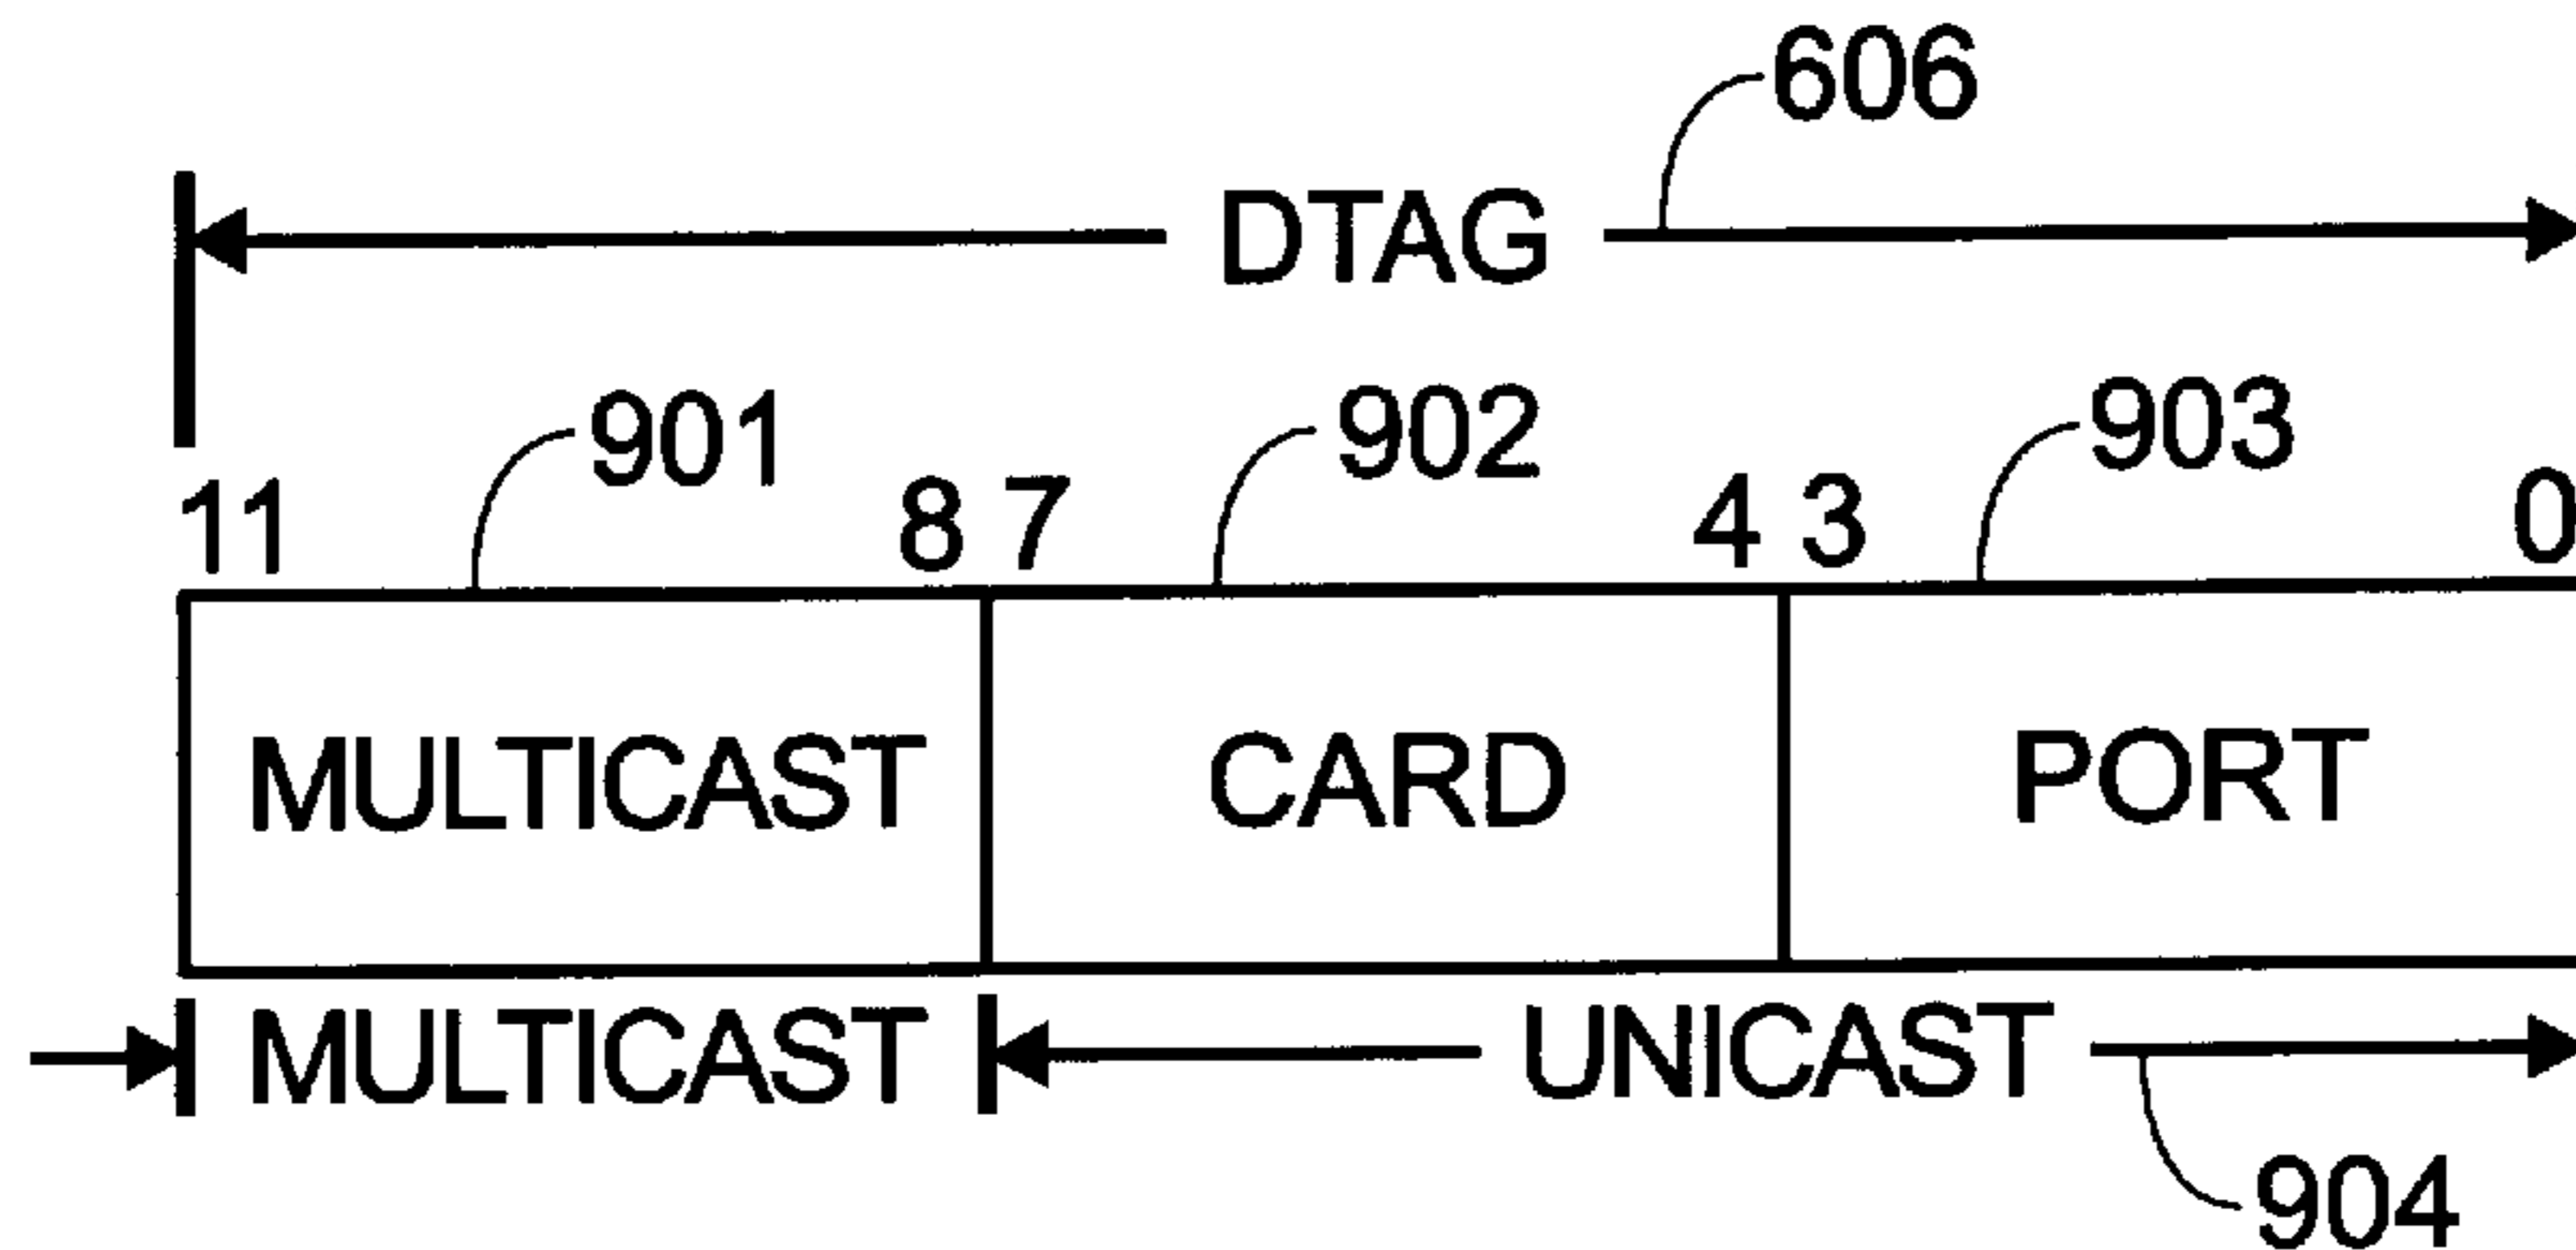 606
DTAG
901 902 903
11 8 7 4 3 0
MULTICAST CARD PORT
MULTICAST UNICAST
904